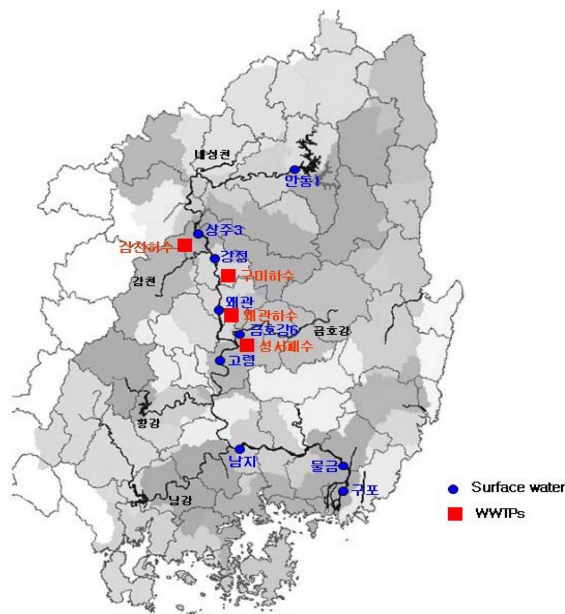 내성천
안동1
상주3
김천하수
강정
감천
구미하수
왜관
왜관하수
금호강6
금호강
성서폐수
고령
황강
남지
물금
남강
구포
Surface water
WWTPs